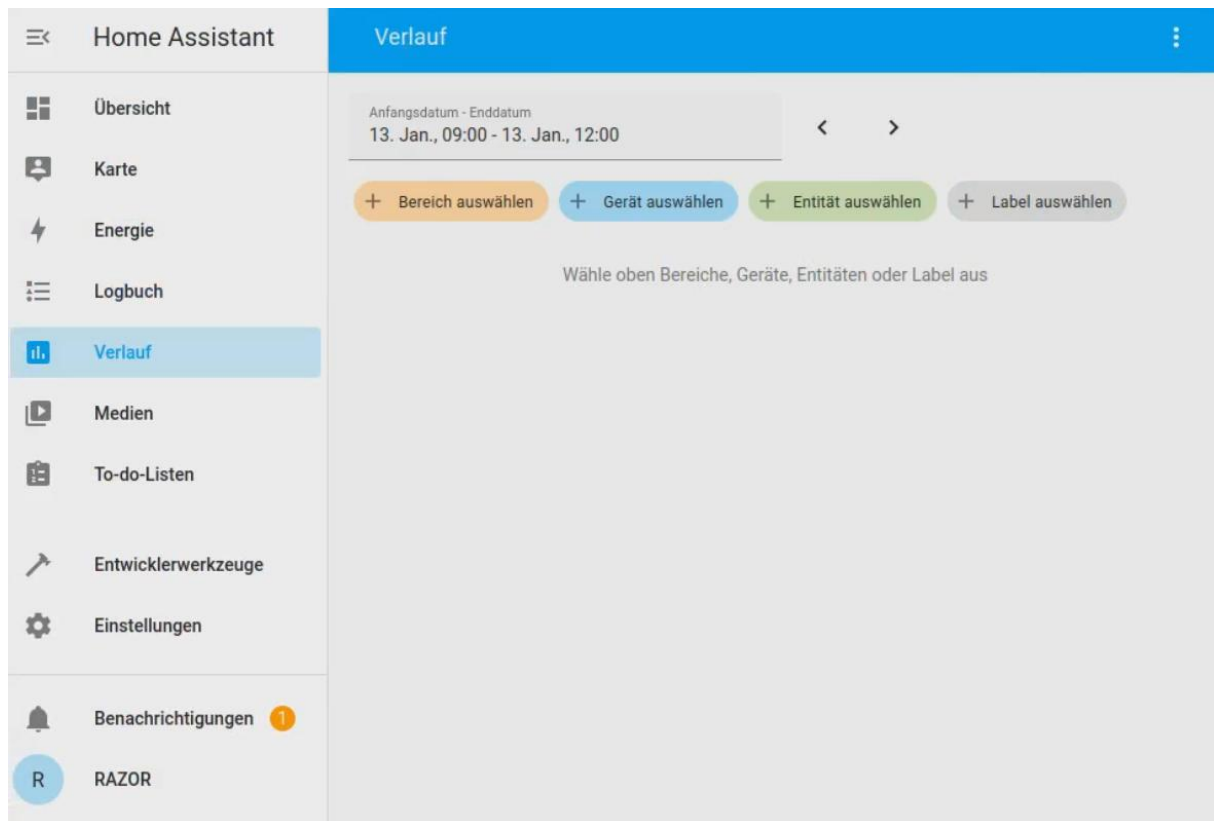 Home Assistant
Übersicht
Karte
Energie
Logbuch
Verlauf
Medien
To-do-Listen
Entwicklerwerkzeuge
Einstellungen
Benachrichtigungen 1
R RAZOR
Verlauf
Anfangsdatum - Enddatum
13. Jan., 09:00 - 13. Jan., 12:00
+ Bereich auswählen + Gerät auswählen + Entität auswählen + Label auswählen
Wähle oben Bereiche, Geräte, Entitäten oder Label aus